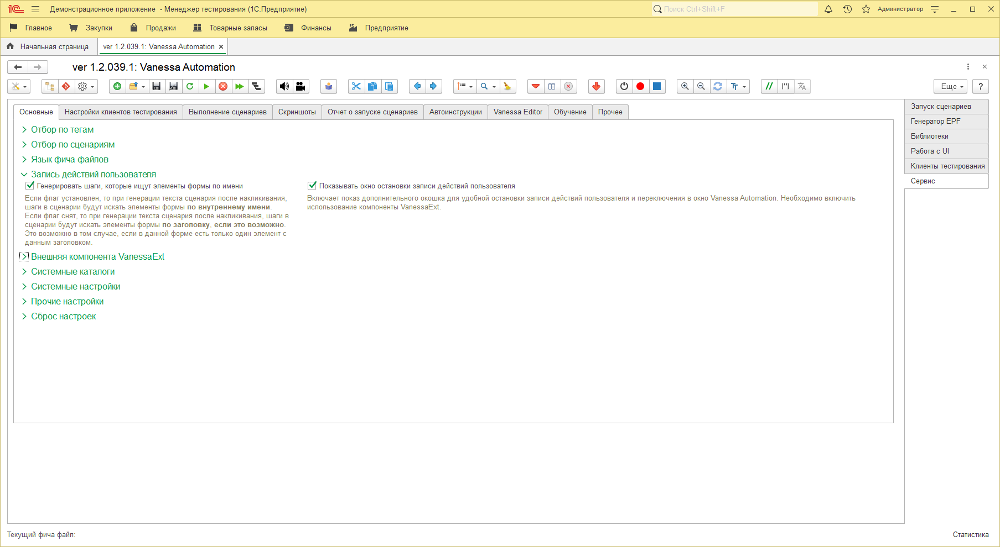 Демонстрационное приложение - Менеджер тестирования (1С:Предприятие)
Поиск Ctrl+Shift+F
Администратор
Главное
Закупки
Продажи
Товарные запасы
Финансы
Предприятие
Начальная страница
ver 1.2.039.1: Vanessa Automation
ver 1.2.039.1: Vanessa Automation
Еще
?
Основные
Настройки клиентов тестирования
Выполнение сценариев
Скриншоты
Отчет о запуске сценариев
Автоинструкции
Vanessa Editor
Обучение
Прочее
Запуск сценариев
Генератор EPF
Библиотеки
Работа с UI
Клиенты тестирования
Сервис
Отбор по тегам
Отбор по сценариям
Язык фича файлов
Запись действий пользователя
Генерировать шаги, которые ищут элементы формы по имени
Если флаг установлен, то при генерации текста сценария после накликивания,
шаги в сценарии будут искать элементы формы по внутреннему имени.
Если флаг снят, то при генерации текста сценария после накликивания, шаги в
сценарии будут искать элементы формы по заголовку, если это возможно.
Это возможно в том случае, если в данной форме есть только один элемент с
данным заголовком.
Показывать окно остановки записи действий пользователя
Включает показ дополнительного окошка для удобной остановки записи действий пользователя и переключения в окно Vanessa Automation. Необходимо включить
использование компоненты VanessaExt.
Внешняя компонента VanessaExt
Системные каталоги
Системные настройки
Прочие настройки
Сброс настроек
Текущий фича файл:
Статистика